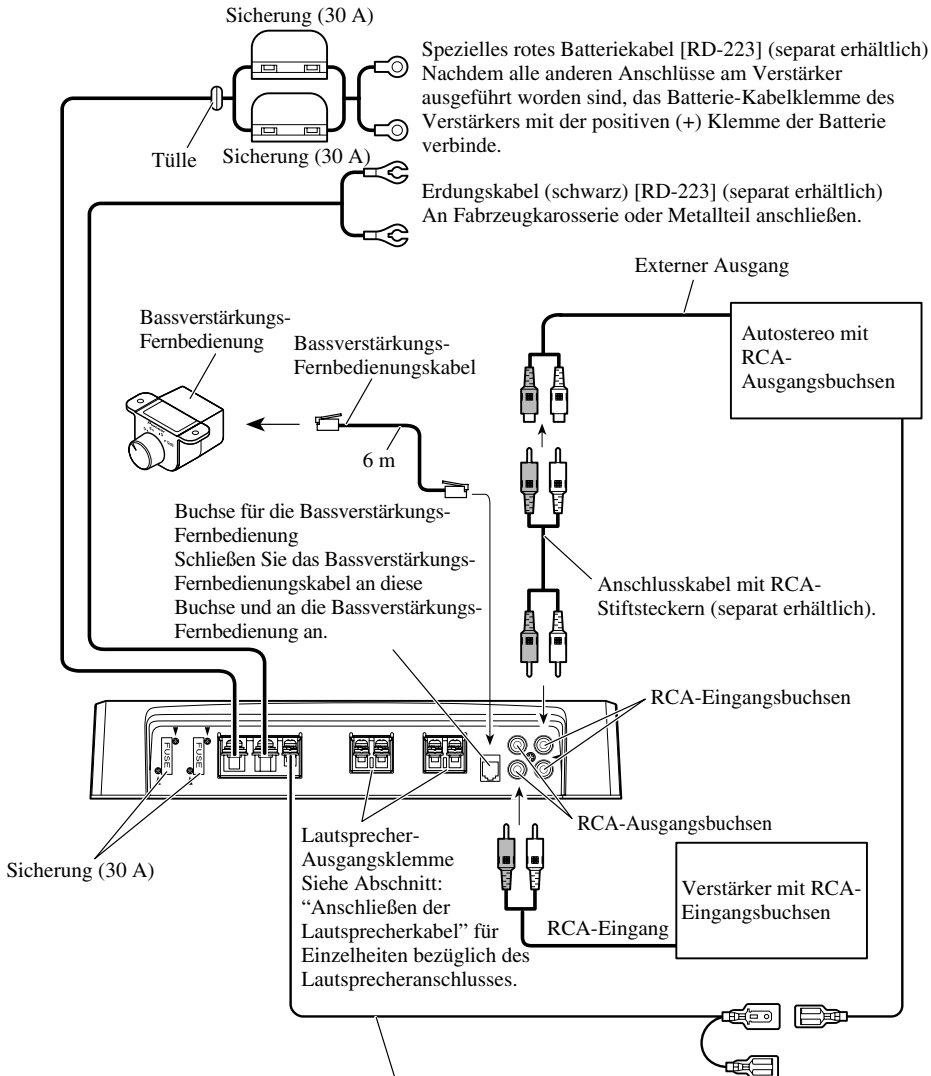 Sicherung (30 A)
Spezielles rotes Batteriekabel [RD-223] (separat erhältlich)
Nachdem alle anderen Anschlüsse am Verstärker
ausgeführt worden sind, das Batterie-Kabelklemme des
Verstärkers mit der positiven (+) Klemme der Batterie
verbinde.
Tülle
Sicherung (30 A)
Erdungskabel (schwarz) [RD-223] (separat erhältlich)
An Fabrzeugkarosserie oder Metallteil anschließen.
Externer Ausgang
Bassverstärkungs-
Fernbedienung
Bassverstärkungs-
Fernbedienungskabel
Autostereo mit
RCA-
Ausgangsbuchsen
6 m
Buchse für die Bassverstärkungs-
Fernbedienung
Schließen Sie das Bassverstärkungs-
Fernbedienungskabel an diese
Buchse und an die Bassverstärkungs-
Fernbedienung an.
Anschlusskabel mit RCA-
Stiftsteckern (separat erhältlich).
RCA-Eingangsbuchsen
FUSE
FUSE
RCA-Ausgangsbuchsen
Sicherung (30 A)
Lautsprecher-
Ausgangsklemme
Siehe Abschnitt:
“Anschließen der
Lautsprecherkabel” für
Einzelheiten bezüglich des
Lautsprecheranschlusses.
RCA-Eingang
Verstärker mit RCA-
Eingangsbuchsen